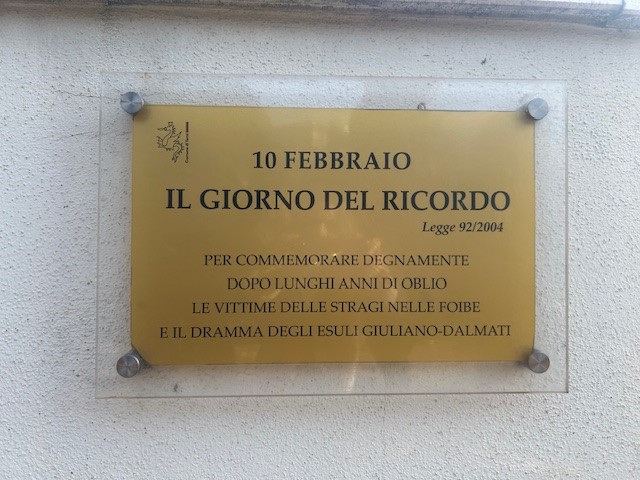 10 FEBBRAIO
IL GIORNO DEL RICORDO
Legge 92/2004
PER COMMEMORARE DEGNAMENTE
DOPO LUNGHI ANNI DI OBLIO
LE VITTIME DELLE STRAGI NELLE FOIBE
E IL DRAMMA DEGLI ESULI GIULIANO-DALMATI